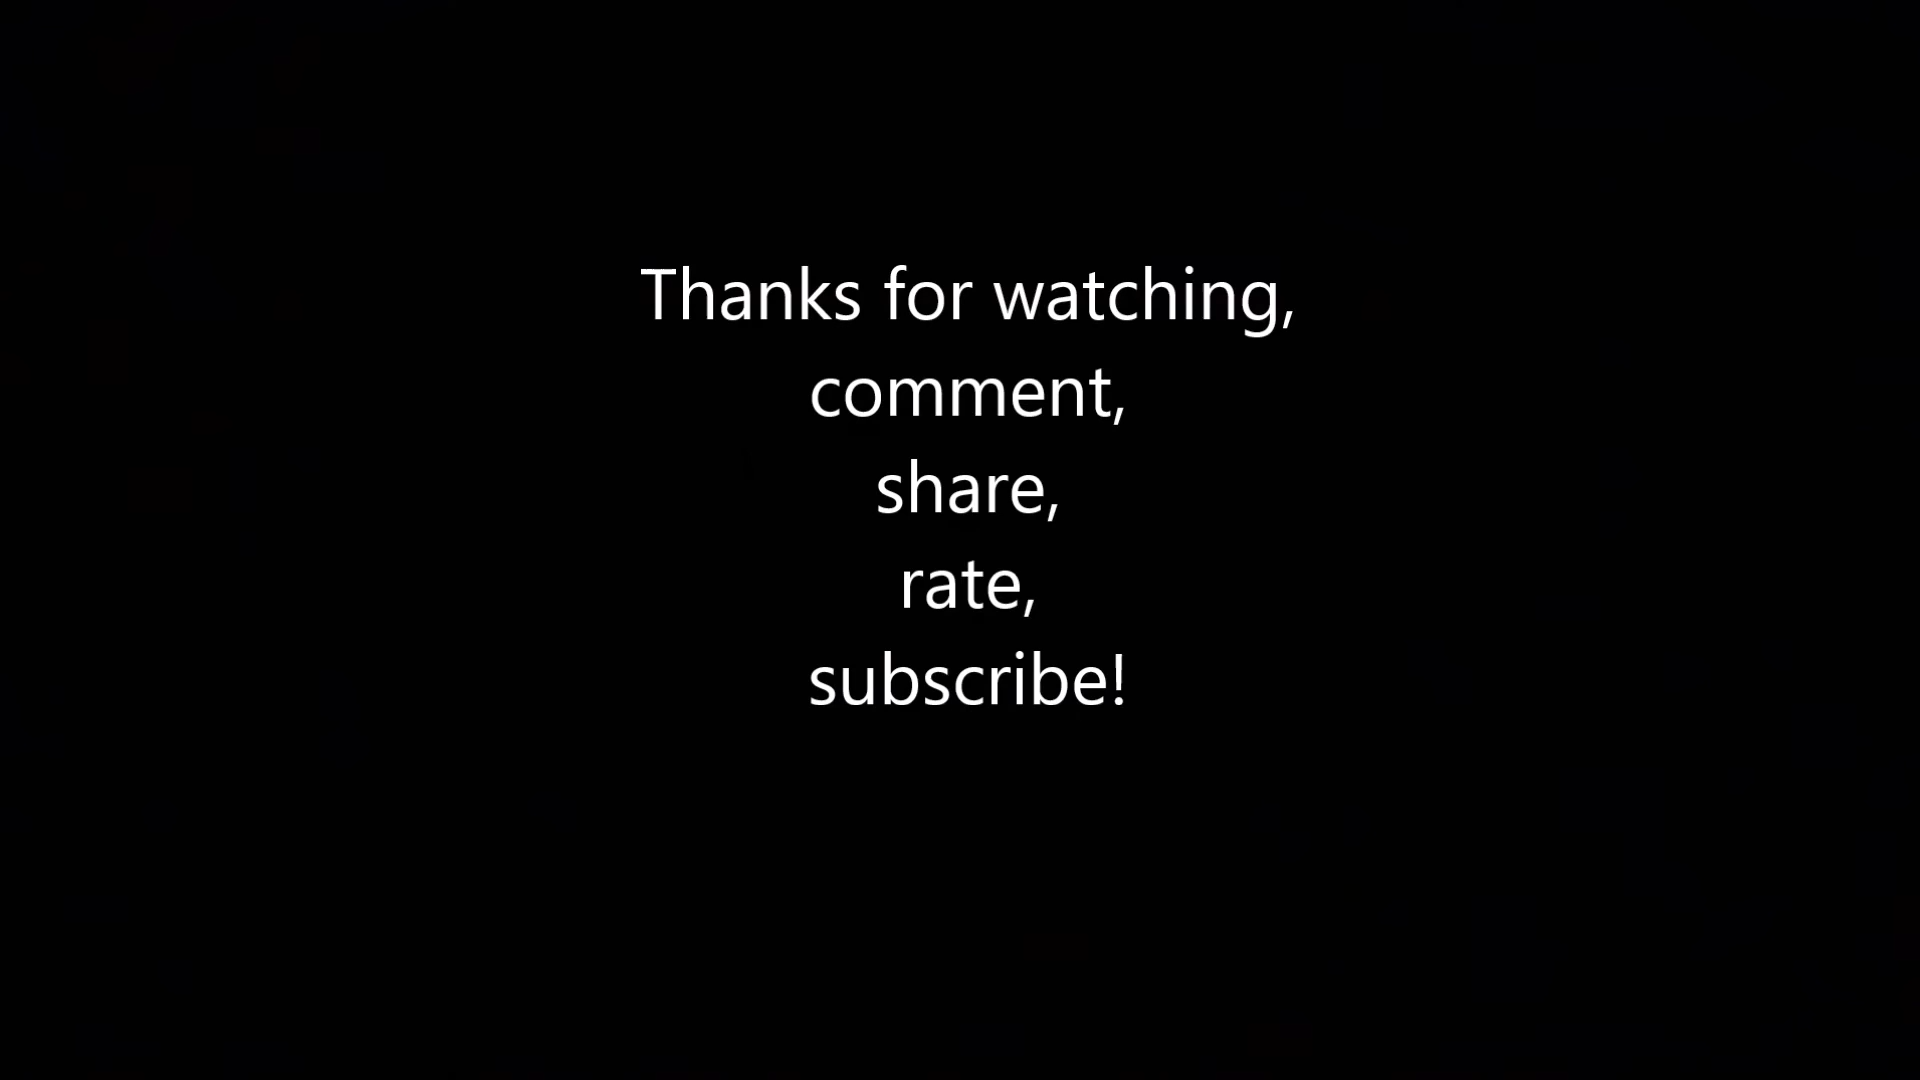 Thanks for watching,
comment,
share,
rate,
subscribe!